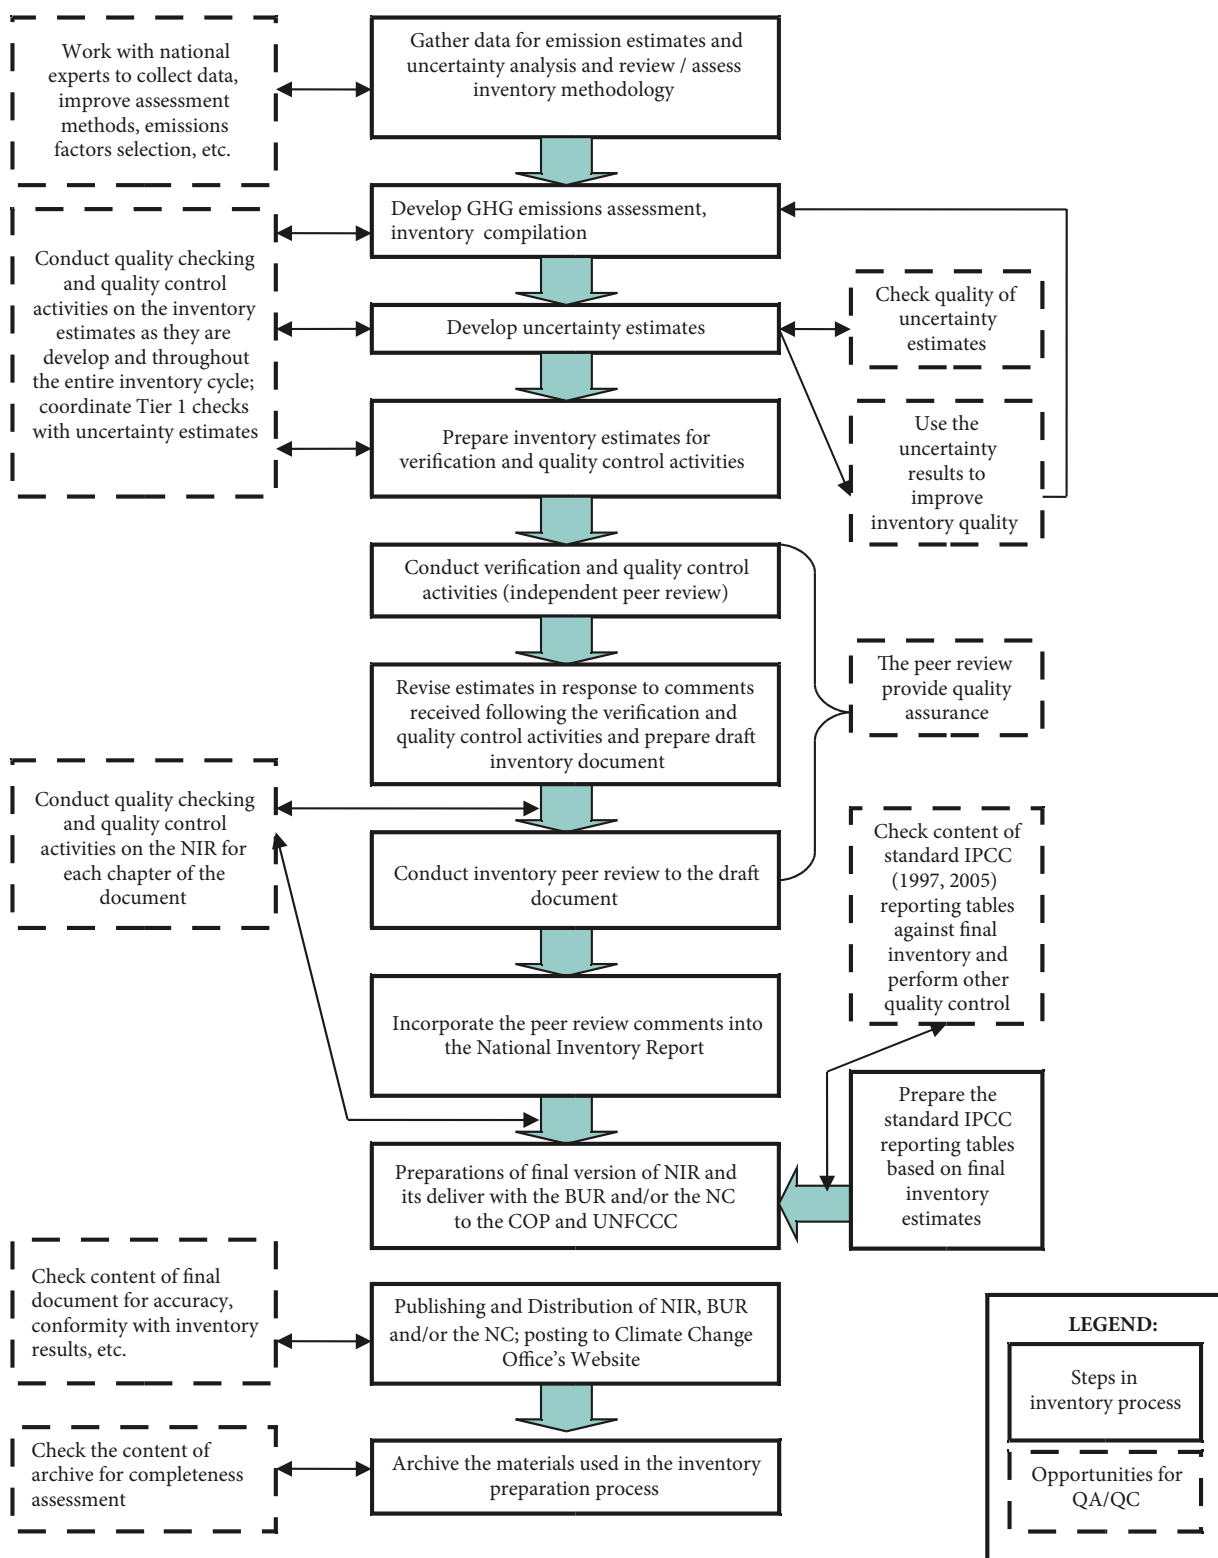 Work with national
experts to collect data,
improve assessment
methods, emissions
factors selection, etc.
Gather data for emission estimates and
uncertainty analysis and review / assess
inventory methodology
Develop GHG emissions assessment,
inventory compilation
Conduct quality checking
and quality control
activities on the inventory
estimates as they are
develop and throughout
the entire inventory cycle;
coordinate Tier 1 checks
with uncertainty estimates
Develop uncertainty estimates
Check quality of
uncertainty
estimates
Prepare inventory estimates for
verification and quality control activities
Use the
uncertainty
results to
improve
inventory quality
Conduct verification and quality control
activities (independent peer review)
Revise estimates in response to comments
received following the verification and
quality control activities and prepare draft
inventory document
The peer review
provide quality
assurance
Conduct quality checking
and quality control
activities on the NIR for
each chapter of the
document
Conduct inventory peer review to the draft
document
Check content of
standard IPCC
(1997, 2005)
reporting tables
against final
inventory and
perform other
quality control
Incorporate the peer review comments into
the National Inventory Report
Preparations of final version of NIR and
its deliver with the BUR and/or the NC
to the COP and UNFCCC
Prepare the
standard IPCC
reporting tables
based on final
inventory
estimates
Check content of final
document for accuracy,
conformity with inventory
results, etc.
Publishing and Distribution of NIR, BUR
and/or the NC; posting to Climate Change
Office's Website
Check the content of
archive for completeness
assessment
Archive the materials used in the inventory
preparation process
LEGEND:
Steps in
inventory process
Opportunities for
QA/QC